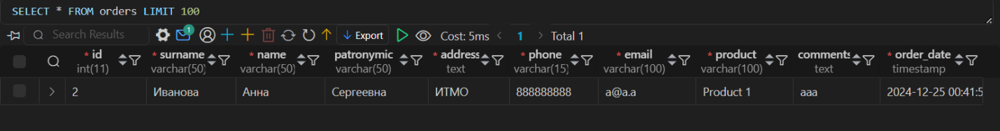 SELECT * FROM orders LIMIT 100
Search Results 1 Export Cost: 5ms 1 Total 1
* id * surname * name patronymic * address * phone * email * product comments * order_date
int(11) varchar(50) varchar(50) varchar(50) text varchar(15) varchar(100) varchar(100) text timestamp
2 Иванова Анна Сергеевна ИТМО 888888888 a@a.a Product 1 aaa 2024-12-25 00:41:5